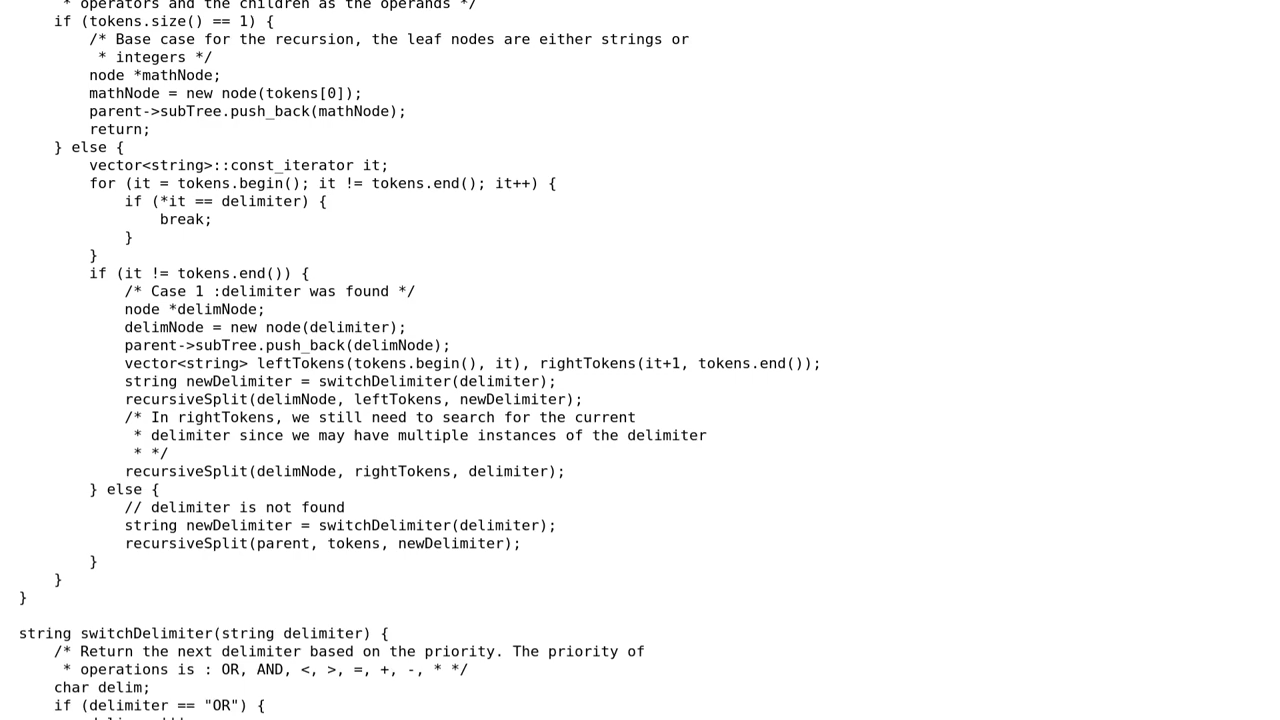 * operators and the children as the operands */
    if (tokens.size() == 1) {
        /* Base case for the recursion, the leaf nodes are either strings or
         * integers */
        node *mathNode;
        mathNode = new node(tokens[0]);
        parent->subTree.push_back(mathNode);
        return;
    } else {
        vector<string>::const_iterator it;
        for (it = tokens.begin(); it != tokens.end(); it++) {
            if (*it == delimiter) {
                break;
            }
        }
        if (it != tokens.end()) {
            /* Case 1 :delimiter was found */
            node *delimNode;
            delimNode = new node(delimiter);
            parent->subTree.push_back(delimNode);
            vector<string> leftTokens(tokens.begin(), it), rightTokens(it+1, tokens.end());
            string newDelimiter = switchDelimiter(delimiter);
            recursiveSplit(delimNode, leftTokens, newDelimiter);
            /* In rightTokens, we still need to search for the current
             * delimiter since we may have multiple instances of the delimiter
             * */
            recursiveSplit(delimNode, rightTokens, delimiter);
        } else {
            // delimiter is not found
            string newDelimiter = switchDelimiter(delimiter);
            recursiveSplit(parent, tokens, newDelimiter);
        }
    }
}

string switchDelimiter(string delimiter) {
    /* Return the next delimiter based on the priority. The priority of
     * operations is : OR, AND, <, >, =, +, -, * */
    char delim;
    if (delimiter == "OR") {